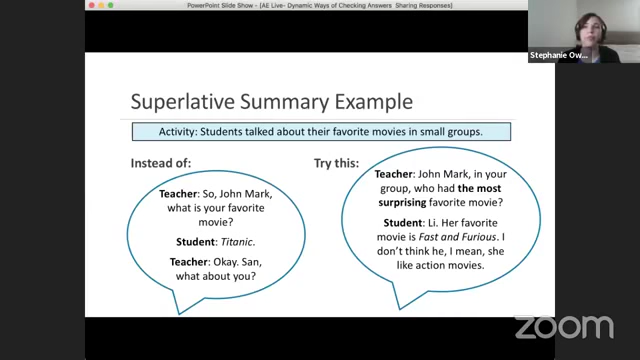 PowerPoint Slide Show - [AE Live- Dynamic Ways of Checking Answers Sharing Responses]
Stephanie Ow...
Superlative Summary Example
Activity: Students talked about their favorite movies in small groups.
Instead of:
Teacher: So, John Mark,
what is your favorite
movie?
Student: Titanic.
Teacher: Okay. San,
what about you?
Try this:
Teacher: John Mark, in your
group, who had the most
surprising favorite movie?
Student: Li. Her favorite
movie is Fast and Furious. I
don't think he, I mean, she
like action movies.
zoom